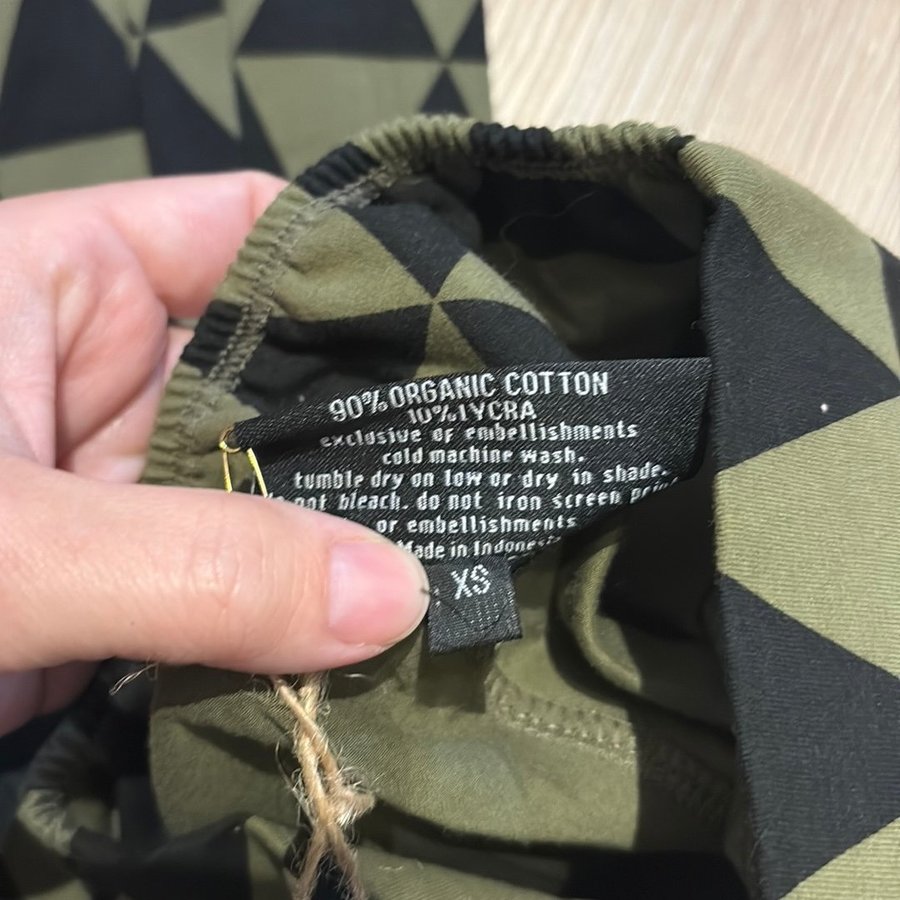 90% ORGANIC COTTON
10% LYCRA
exclusive of embellishments
cold machine wash.
tumble dry on low or dry in shade.
not bleach. do not iron screen print
or embellishments
Made in Indonesia
XS